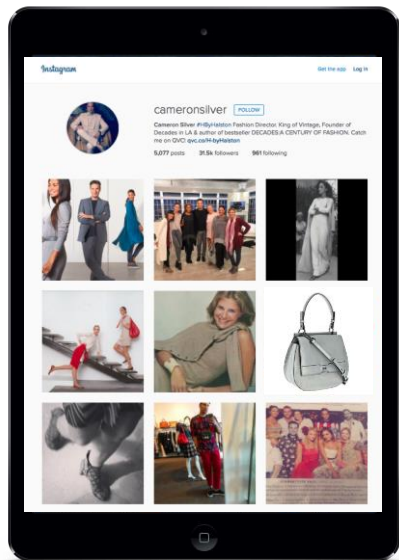 Instagram
Get the app Log in
cameronsilver FOLLOW
Cameron Silver #HByHalston Fashion Director, King of Vintage, Founder of
Decades in LA & author of bestseller DECADES:A CENTURY OF FASHION. Catch
me on QVC! qvc.co/H-byHalston
5,077 posts 31.5k followers 961 following